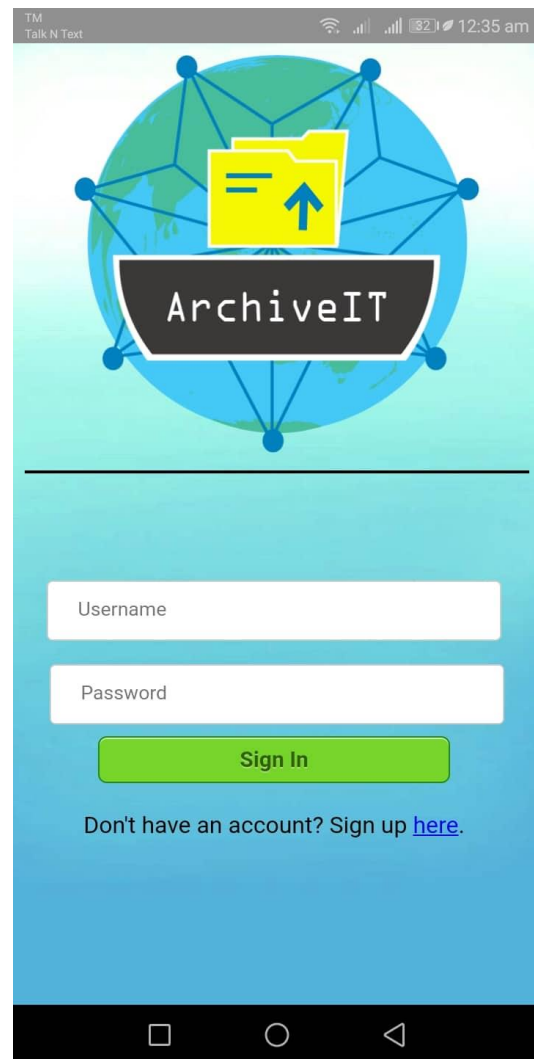 TM
Talk N Text
32 12:35 am
ArchiveIT
Username
Password
Sign In
Don't have an account? Sign up here.